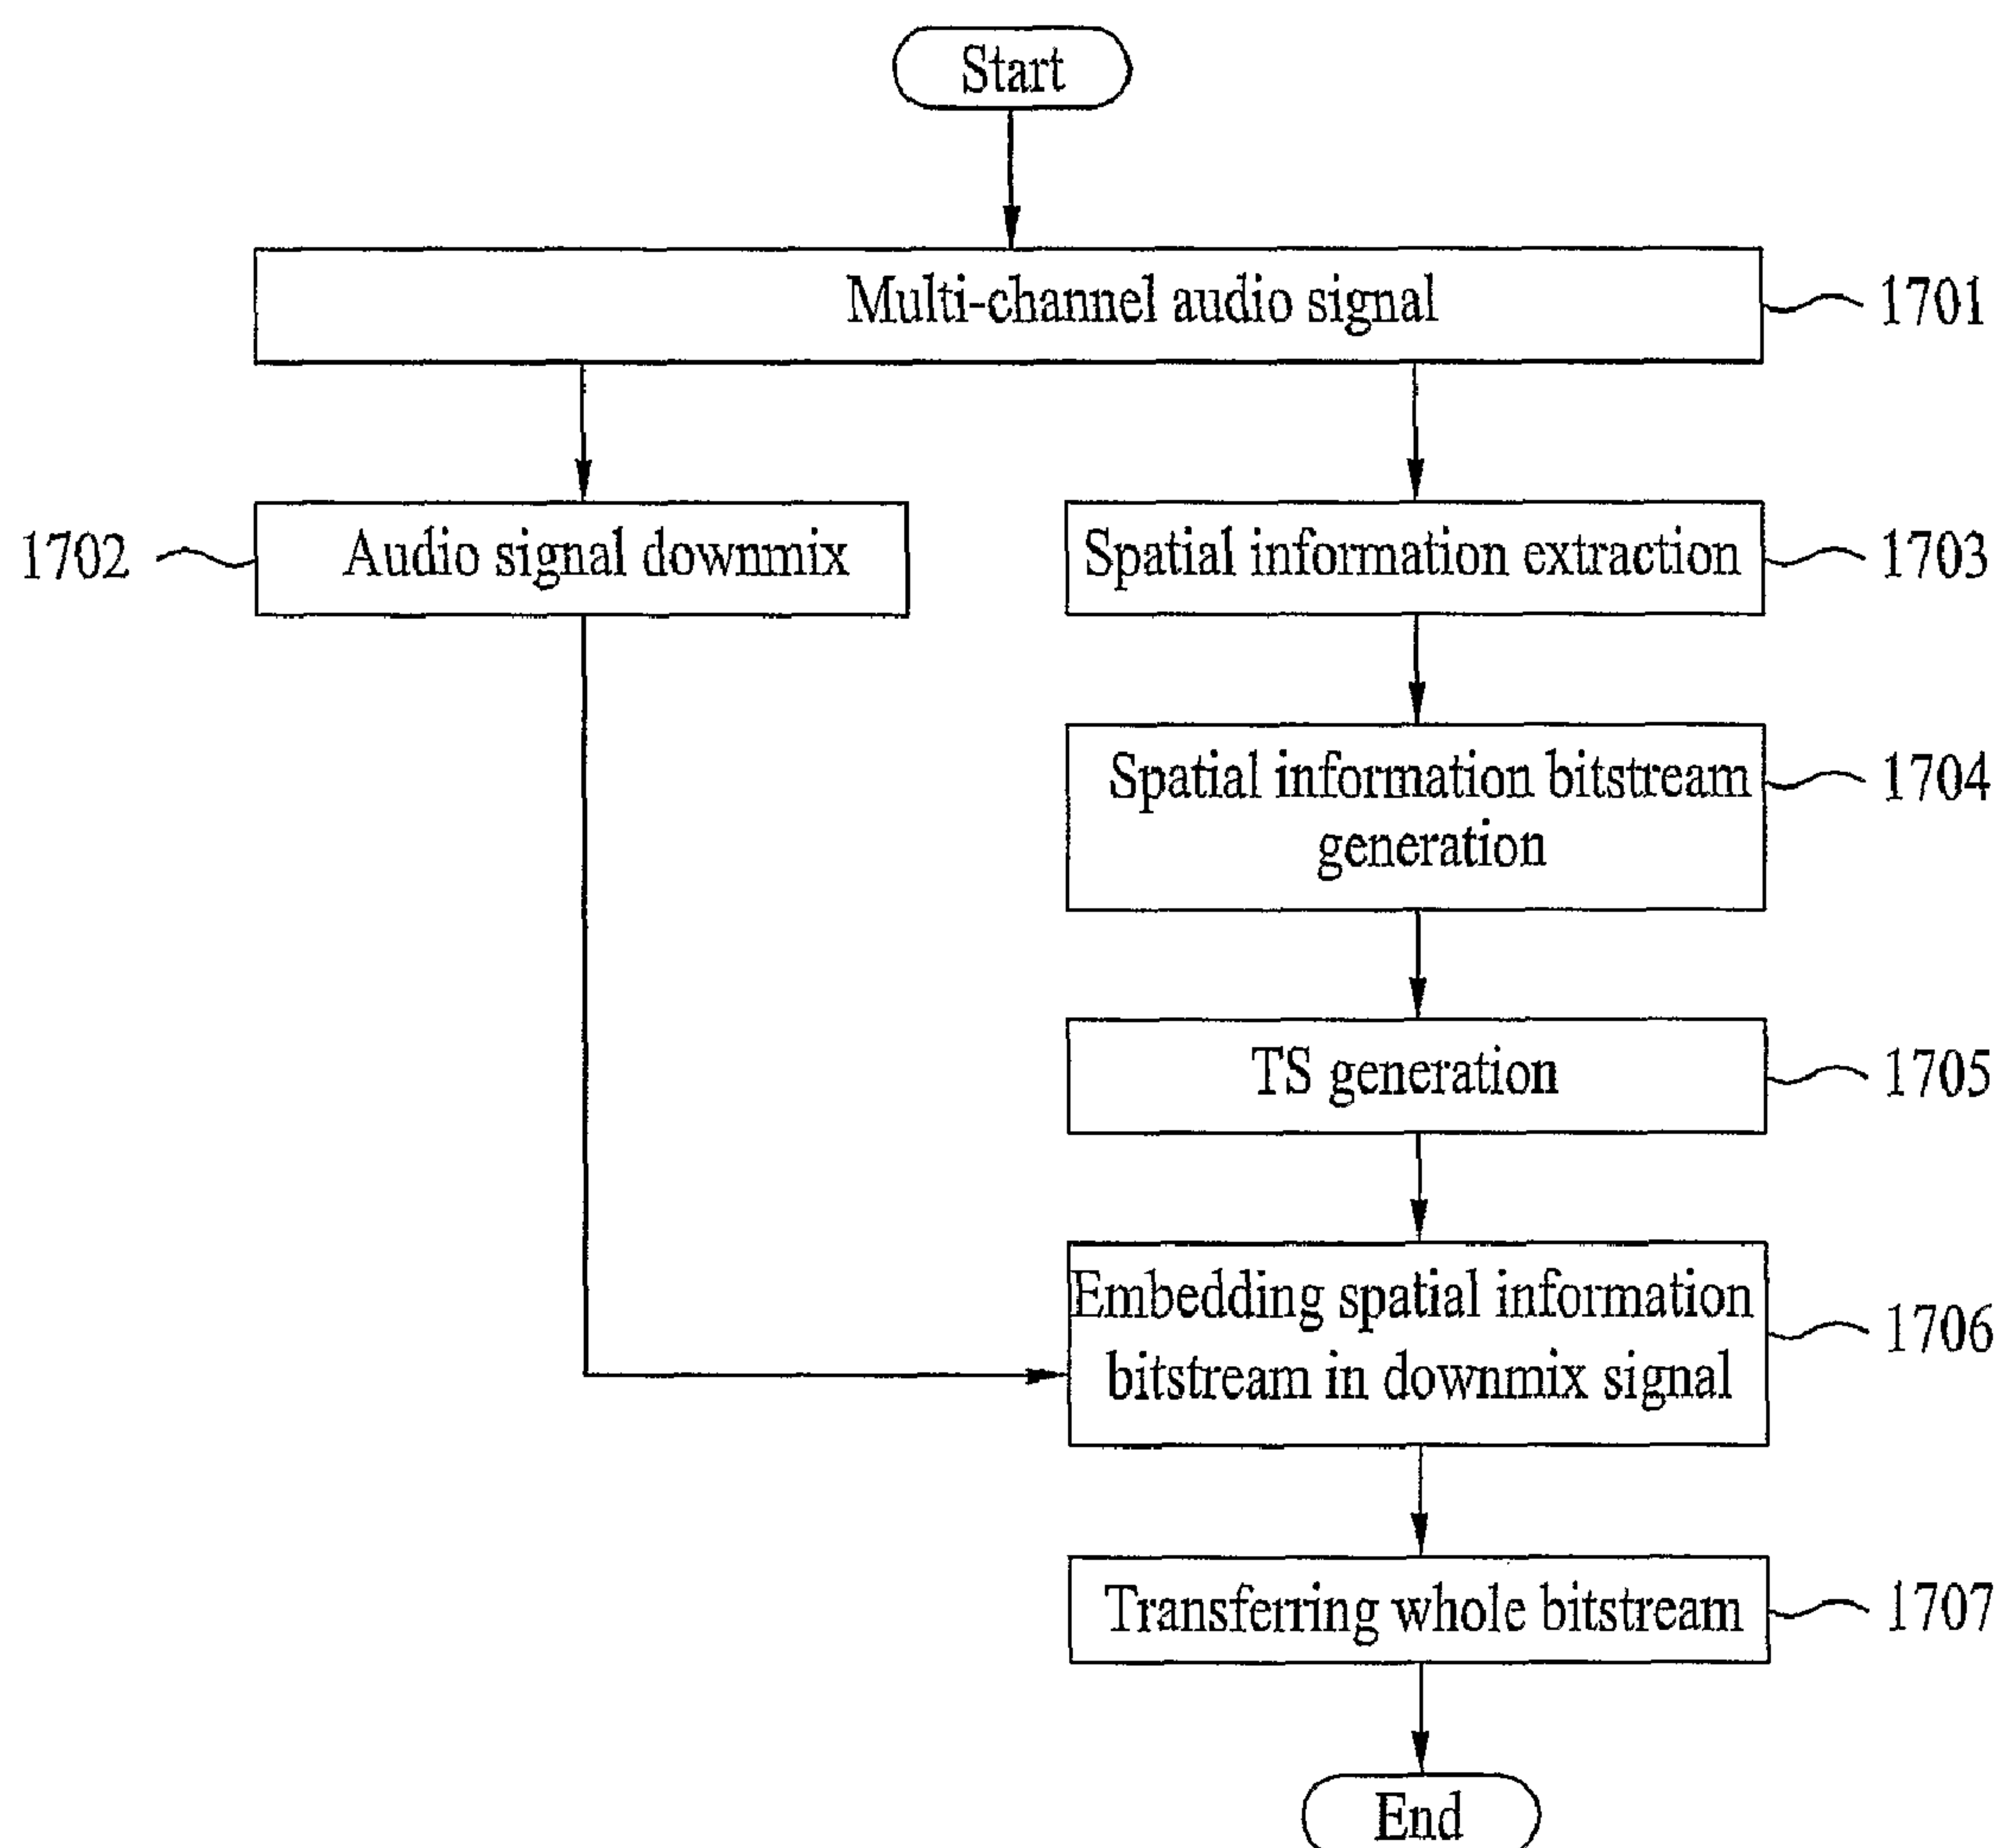 Start
Multi-channel audio signal
1701
1702
Audio signal downmix
Spatial information extraction
1703
Spatial information bitstream
generation
1704
TS generation
1705
Embedding spatial information
bitstream in downmix signal
1706
Transferring whole bitstream
1707
End